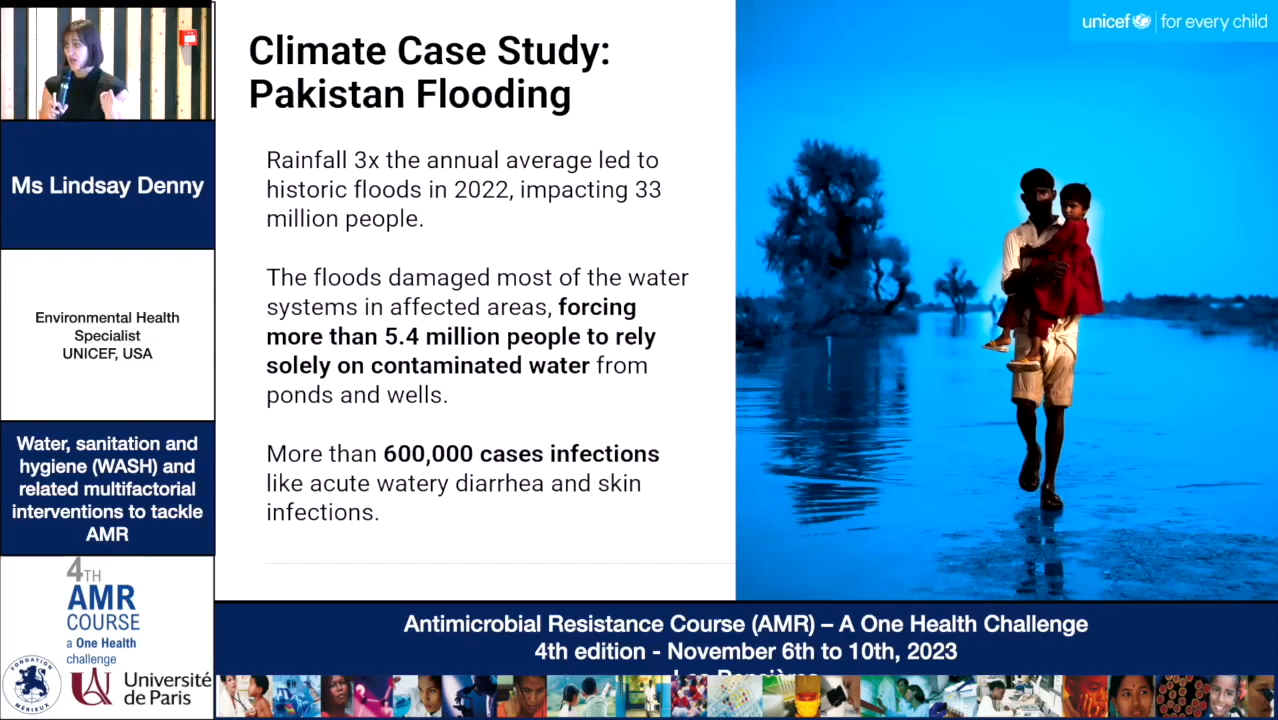 unicef | for every child
Climate Case Study:
Pakistan Flooding
Rainfall 3x the annual average led to
historic floods in 2022, impacting 33
million people.
The floods damaged most of the water
systems in affected areas, forcing
more than 5.4 million people to rely
solely on contaminated water from
ponds and wells.
More than 600,000 cases infections
like acute watery diarrhea and skin
infections.
Ms Lindsay Denny
Environmental Health
Specialist
UNICEF, USA
Water, sanitation and
hygiene (WASH) and
related multifactorial
interventions to tackle
AMR
4TH
AMR
COURSE
a One Health
challenge
FONDATION
MÉRIEUX
Université
de Paris
Antimicrobial Resistance Course (AMR) – A One Health Challenge
4th edition - November 6th to 10th, 2023